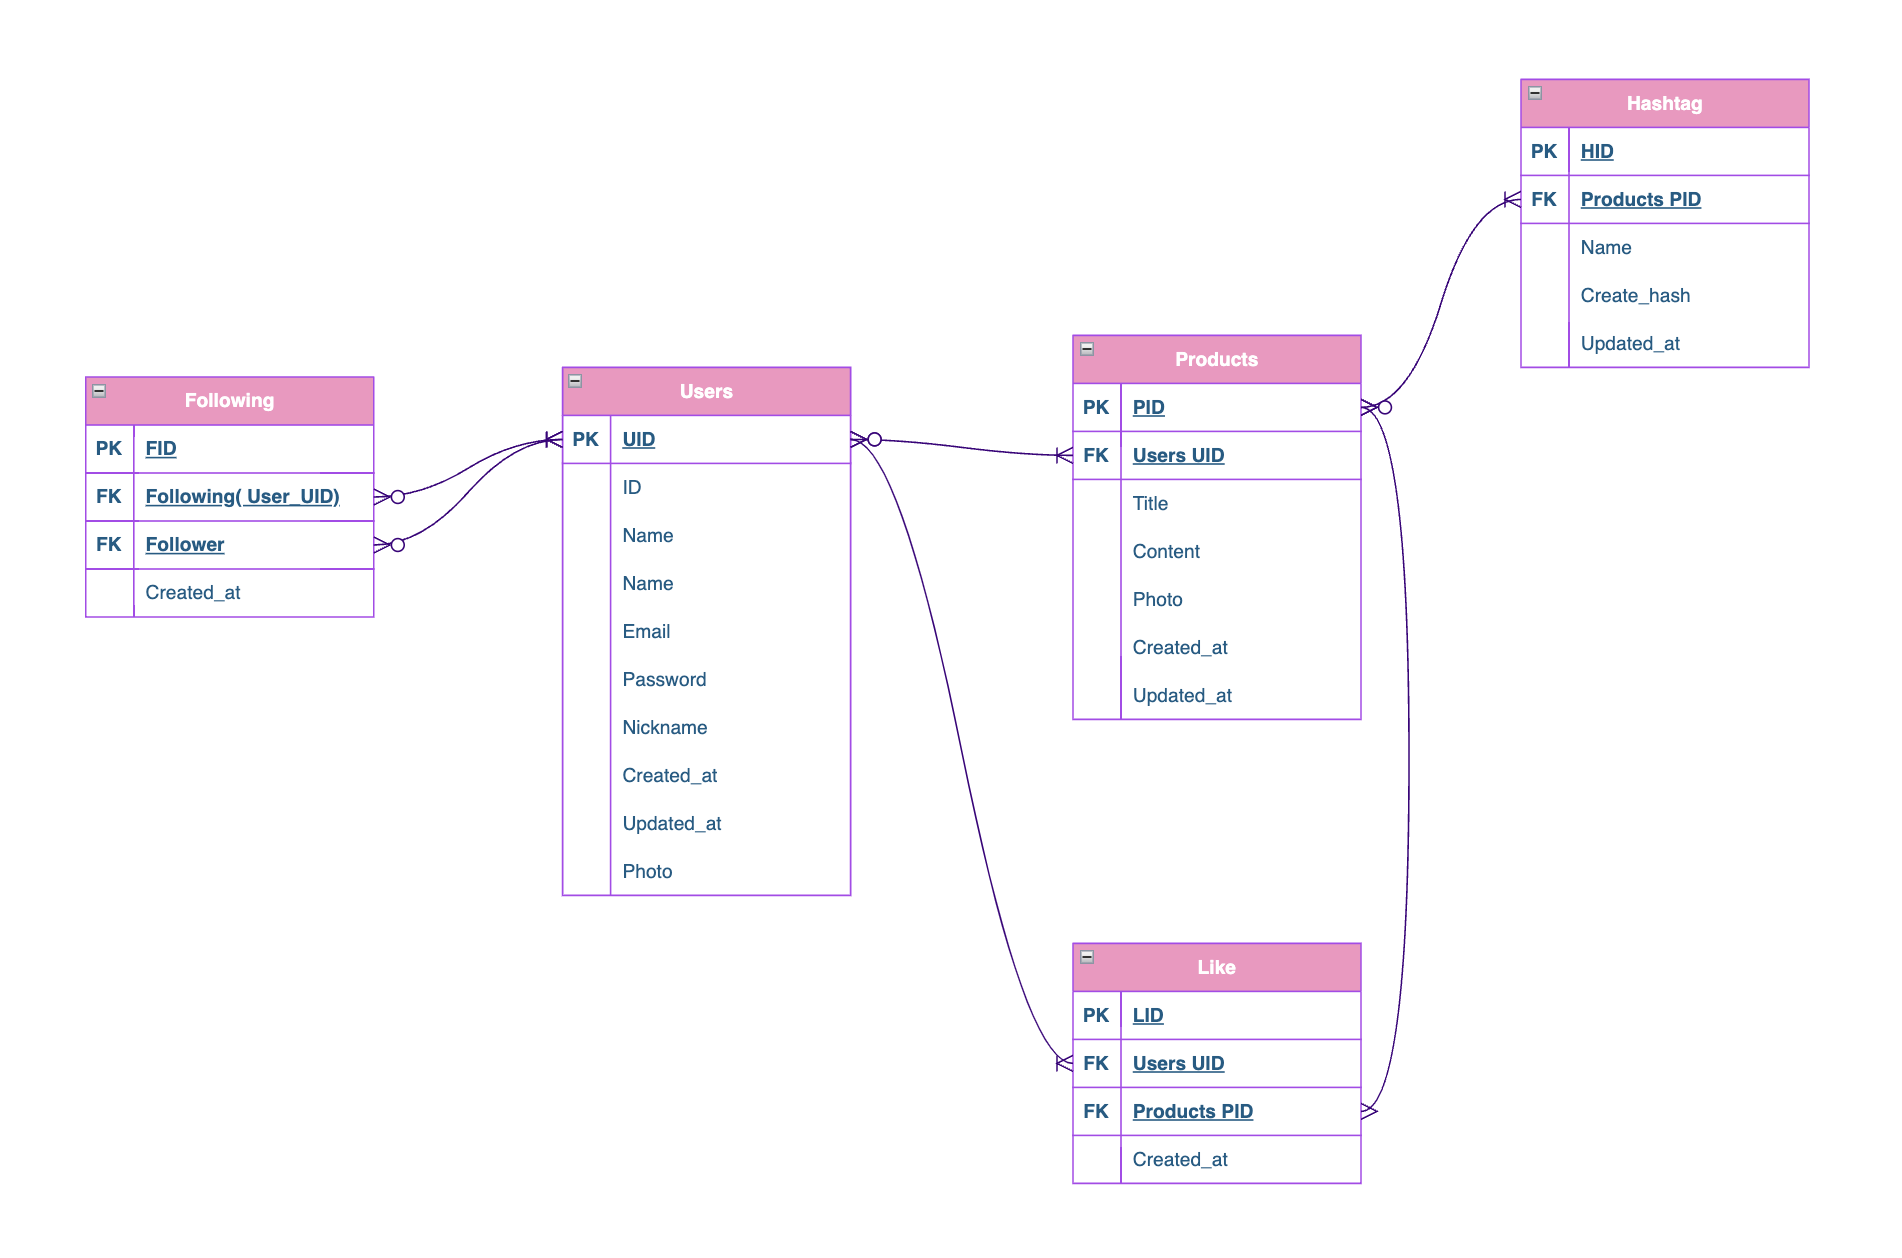 Following
PK FID
FK Following( User_UID)
FK Follower
Created_at
Users
PK UID
ID
Name
Name
Email
Password
Nickname
Created_at
Updated_at
Photo
Products
PK PID
FK Users UID
Title
Content
Photo
Created_at
Updated_at
Hashtag
PK HID
FK Products PID
Name
Create_hash
Updated_at
Like
PK LID
FK Users UID
FK Products PID
Created_at